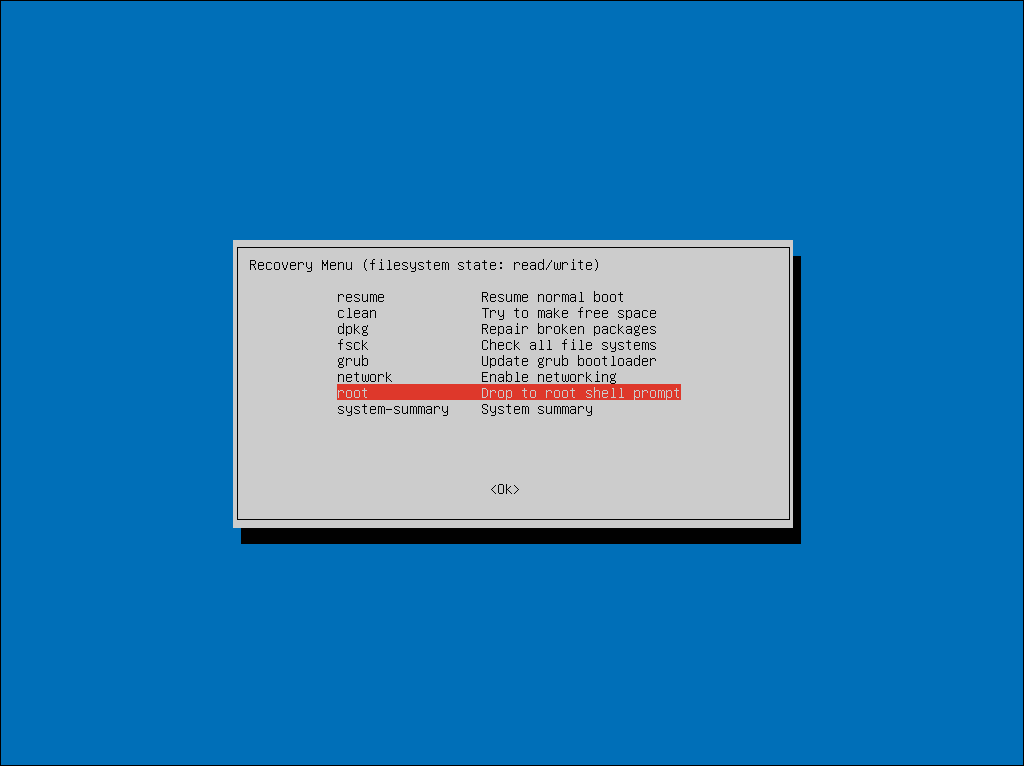 Recovery Menu (filesystem state: read/write)
resume Resume normal boot
clean Try to make free space
dpkg Repair broken packages
fsck Check all file systems
grub Update grub bootloader
network Enable networking
root Drop to root shell prompt
system-summary System summary
<Ok>